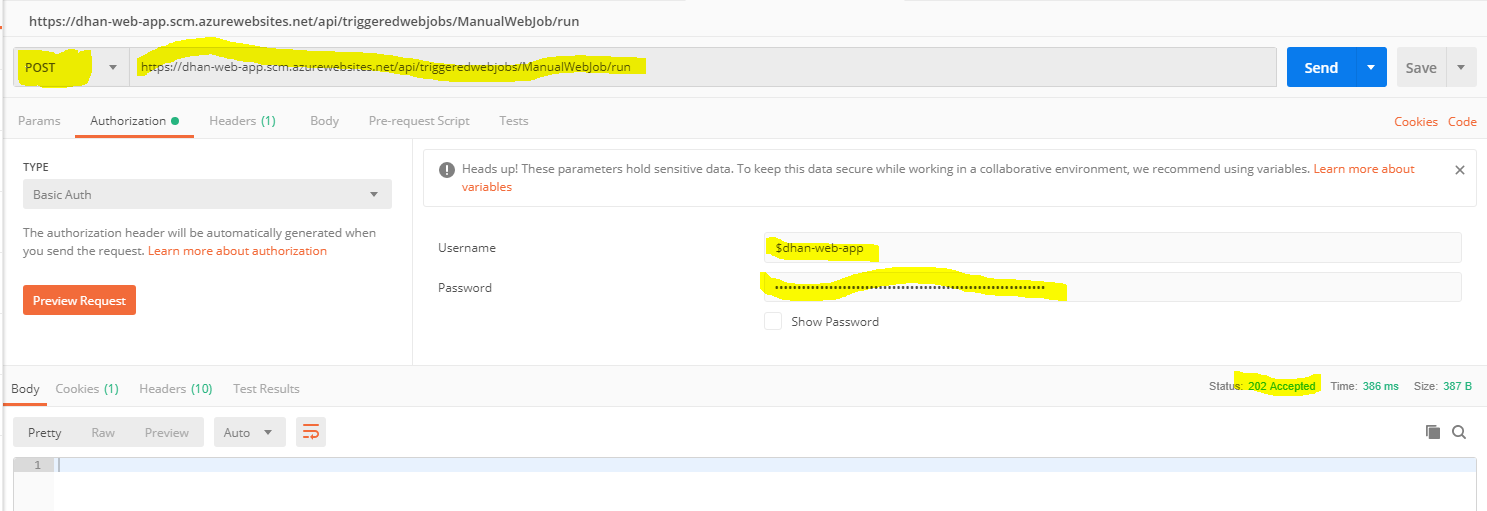 https://dhan-web-app.scm.azurewebsites.net/api/triggeredwebjobs/ManualWebJob/run
POST https://dhan-web-app.scm.azurewebsites.net/api/triggeredwebjobs/ManualWebJob/run Send Save
Params Authorization Headers (1) Body Pre-request Script Tests Cookies Code
TYPE
Basic Auth
The authorization header will be automatically generated when
you send the request. Learn more about authorization
Preview Request
Heads up! These parameters hold sensitive data. To keep this data secure while working in a collaborative environment, we recommend using variables. Learn more about
variables
Username $dhan-web-app
Password
Show Password
Body Cookies (1) Headers (10) Test Results Status: 202 Accepted Time: 386 ms Size: 387 B
Pretty Raw Preview Auto
1